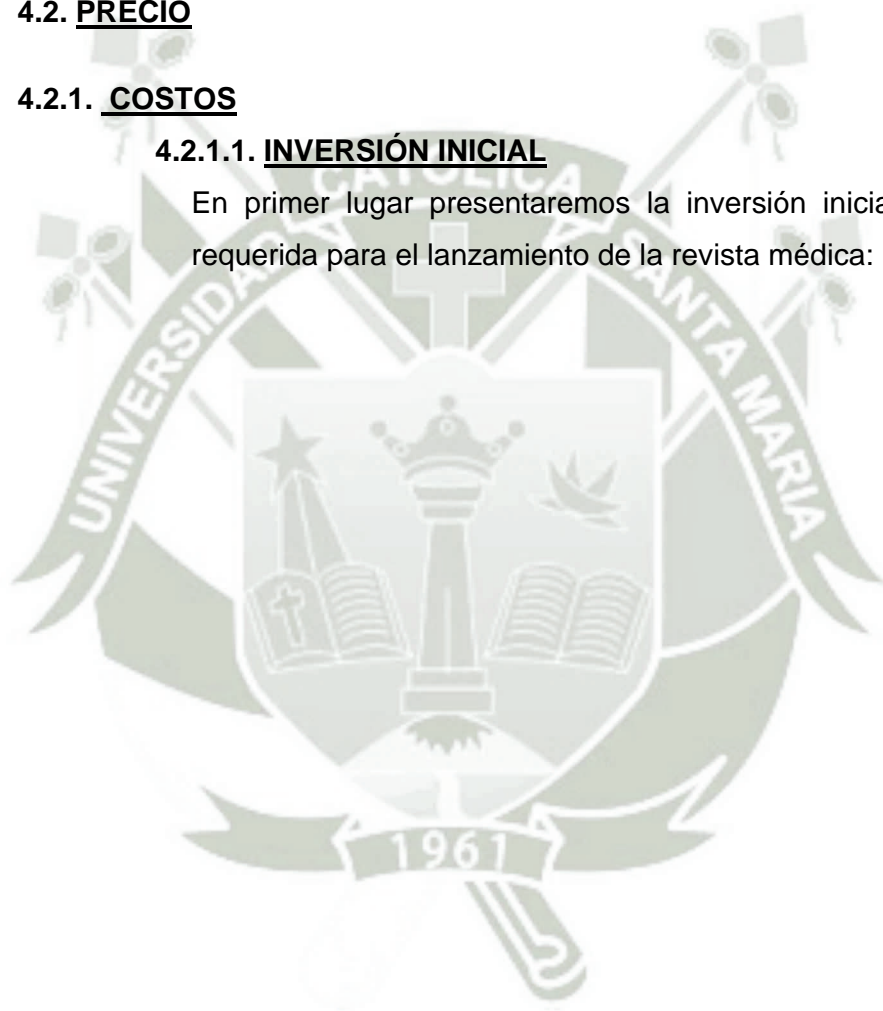 4.2. PRECIO
4.2.1. COSTOS
4.2.1.1. INVERSIÓN INICIAL
En primer lugar presentaremos la inversión inicia
requerida para el lanzamiento de la revista médica:
UNIVERSIDAD CATOLICA SANTA MARIA
1961